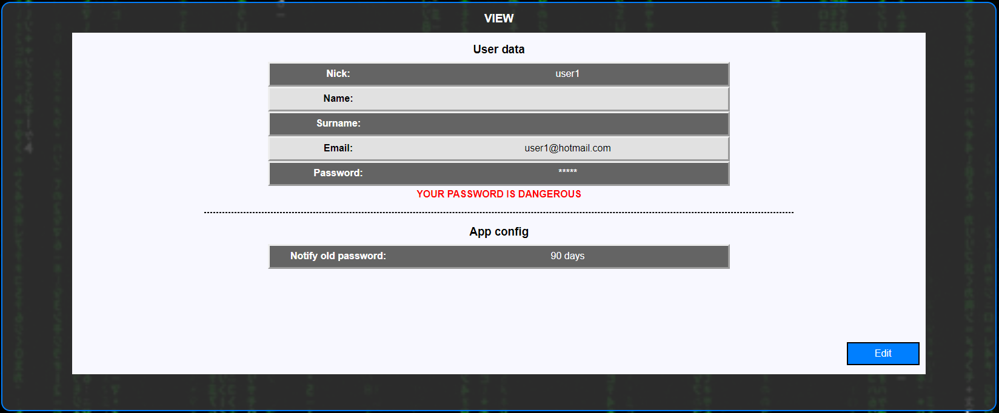 VIEW
User data
Nick: user1
Name:
Surname:
Email: user1@hotmail.com
Password: *****
YOUR PASSWORD IS DANGEROUS
App config
Notify old password: 90 days
Edit